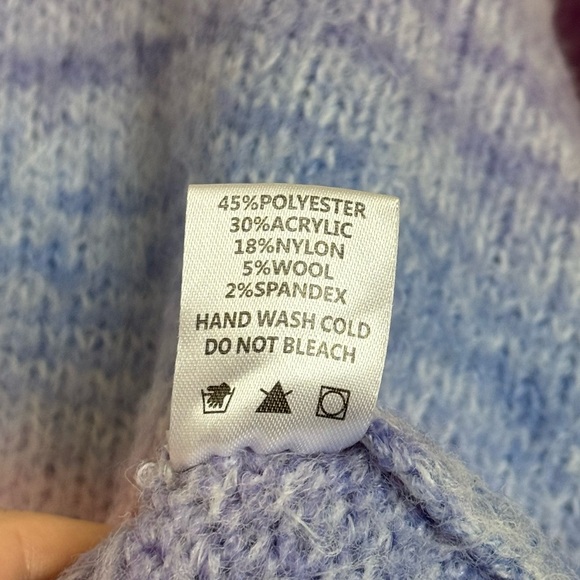 45%POLYESTER
30%ACRYLIC
18%NYLON
5%WOOL
2%SPANDEX
HAND WASH COLD
DO NOT BLEACH